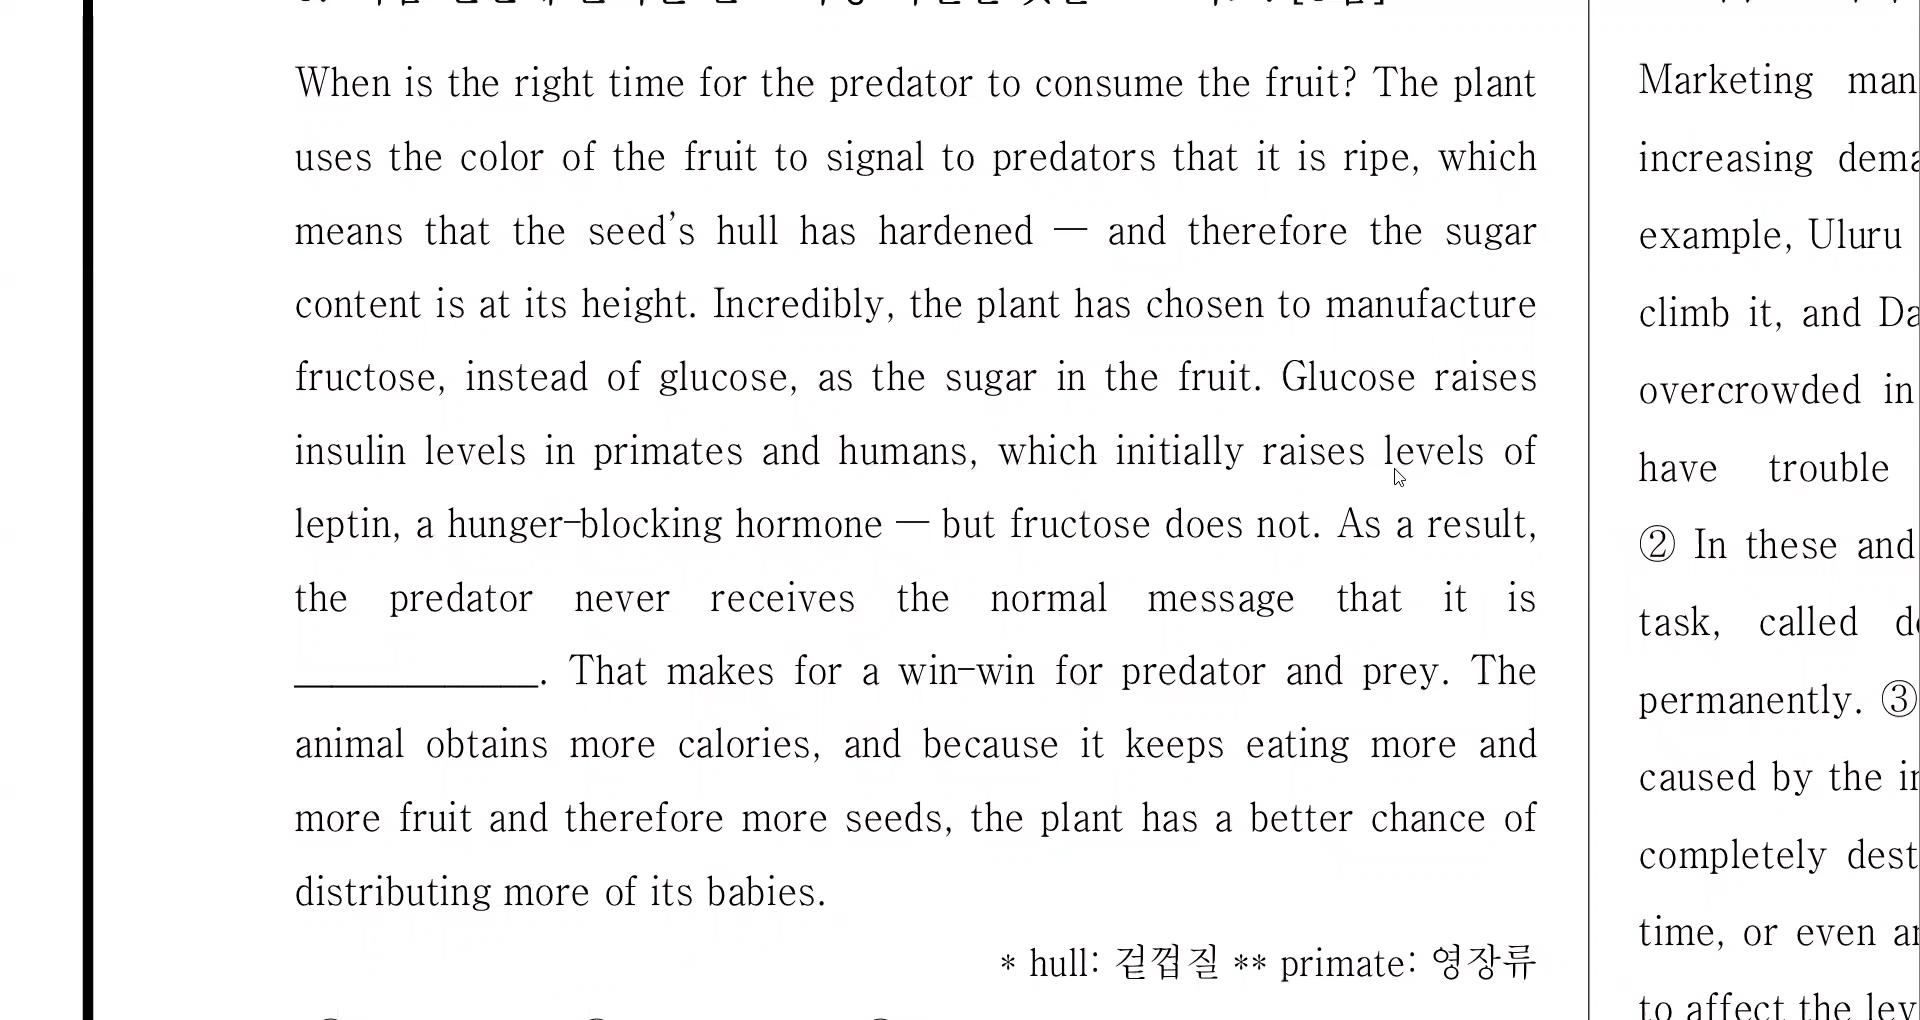 When is the right time for the predator to consume the fruit? The plant
uses the color of the fruit to signal to predators that it is ripe, which
means that the seed's hull has hardened — and therefore the sugar
content is at its height. Incredibly, the plant has chosen to manufacture
fructose, instead of glucose, as the sugar in the fruit. Glucose raises
insulin levels in primates and humans, which initially raises levels of
leptin, a hunger-blocking hormone — but fructose does not. As a result,
the predator never receives the normal message that it is
____________. That makes for a win-win for predator and prey. The
animal obtains more calories, and because it keeps eating more and
more fruit and therefore more seeds, the plant has a better chance of
distributing more of its babies.
* hull: 겉껍질 ** primate: 영장류
Marketing man
increasing dema
example, Uluru
climb it, and Da
overcrowded in
have trouble
② In these and
task, called
permanently. ③
caused by the
completely dest
time, or even
to affect the lev